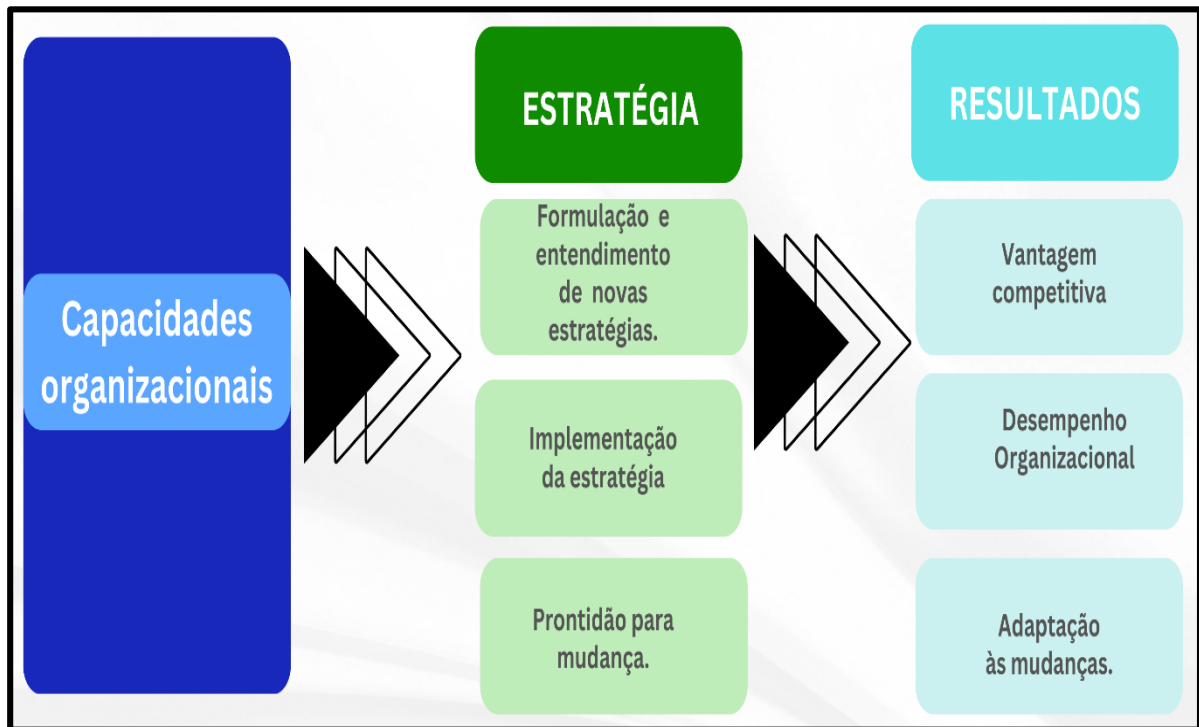 Capacidades
organizacionais
ESTRATÉGIA
Formulação e
entendimento
de novas
estratégias.
Implementação
da estratégia
Prontidão para
mudança.
RESULTADOS
Vantagem
competitiva
Desempenho
Organizacional
Adaptação
às mudanças.